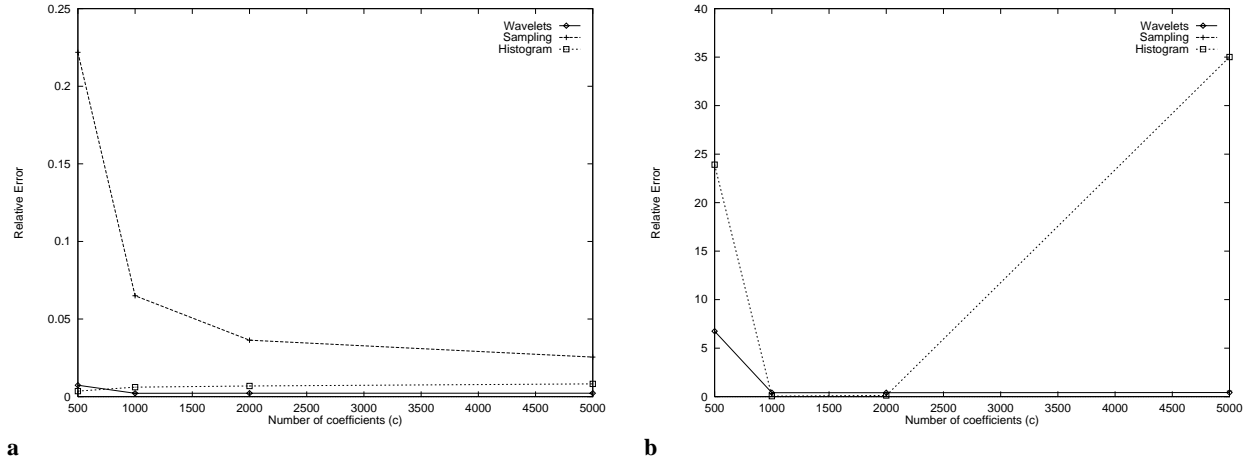 0.25
0.2
0.15
0.1
0.05
0
Relative Error
500 1000 1500 2000 2500 3000 3500 4000 4500 5000
Number of coefficients (c)
Wavelets
Sampling
Histogram
a
40
35
30
25
20
15
10
5
0
Relative Error
500 1000 1500 2000 2500 3000 3500 4000 4500 5000
Number of coefficients (c)
Wavelets
Sampling
Histogram
b